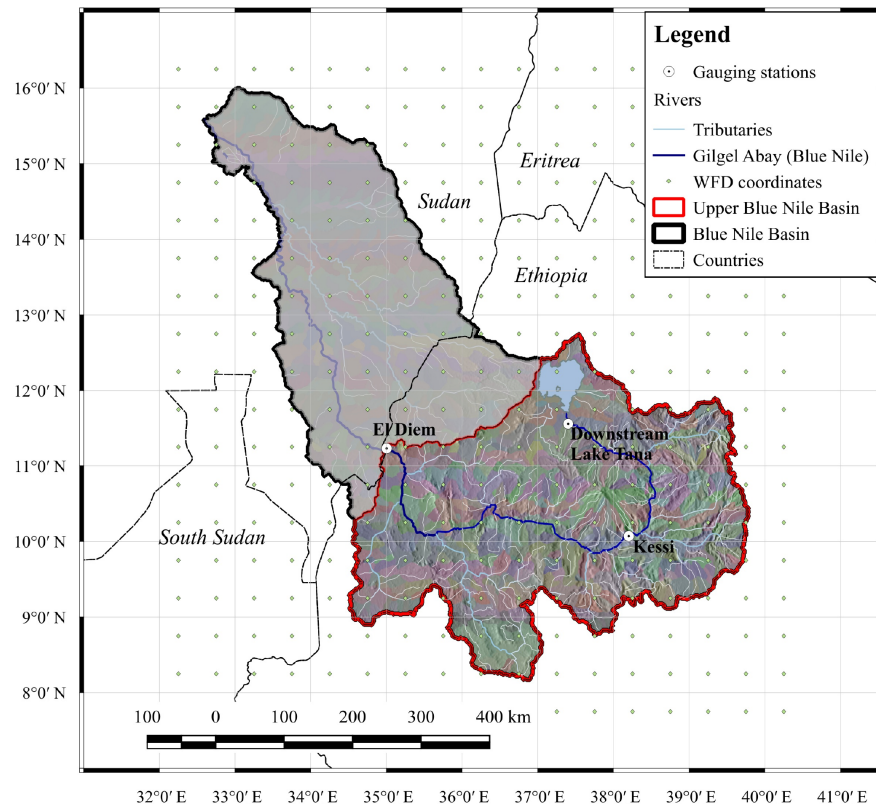 Legend
Gauging stations
Rivers
Tributaries
Gilgel Abay (Blue Nile)
WFD coordinates
Upper Blue Nile Basin
Blue Nile Basin
Countries
16°0′ N
15°0′ N
14°0′ N
13°0′ N
12°0′ N
11°0′ N
10°0′ N
9°0′ N
8°0′ N
Eritrea
Sudan
Ethiopia
El Diem
Downstream
Lake Tana
South Sudan
Kessi
100 0 100 200 300 400 km
32°0′ E 33°0′ E 34°0′ E 35°0′ E 36°0′ E 37°0′ E 38°0′ E 39°0′ E 40°0′ E 41°0′ E